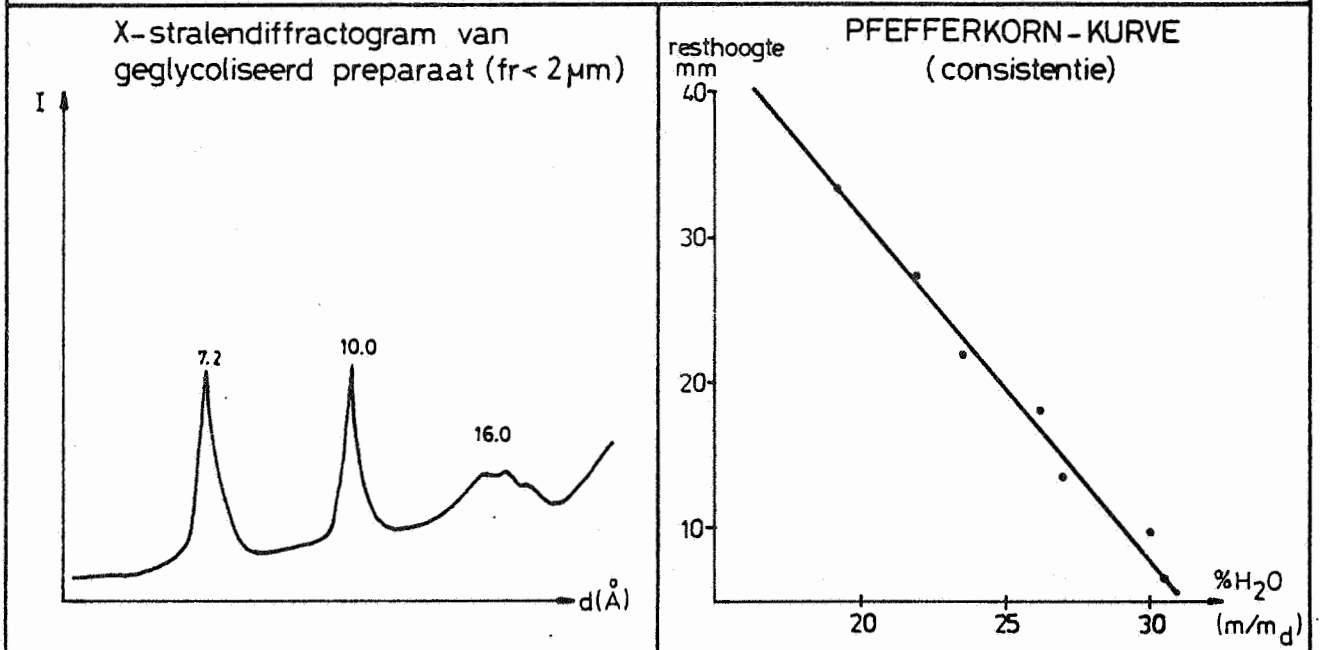 X-stralendiffractogram van
geglycoliseerd preparaat (fr< 2µm)
I
7.2
10.0
16.0
d(Å)
PFEFFERKORN-KURVE
(consistentie)
resthoogte
mm
40
30
20
10
20
25
30
%H₂O
(m/m_d)